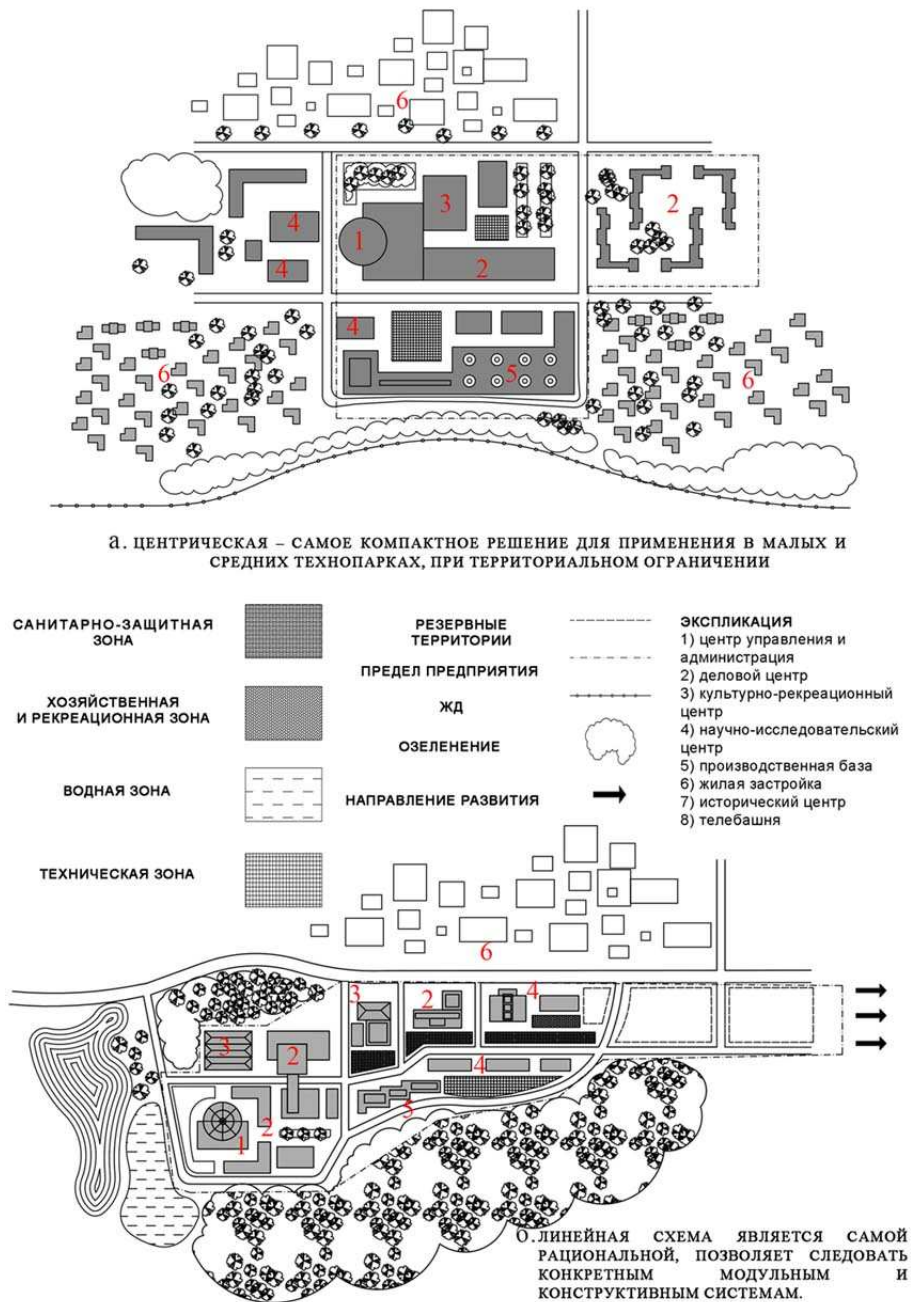 6
3
2
4
1
4
2
4
6
5
6
а. ЦЕНТРИЧЕСКАЯ – САМОЕ КОМПАКТНОЕ РЕШЕНИЕ ДЛЯ ПРИМЕНЕНИЯ В МАЛЫХ И
СРЕДНИХ ТЕХНОПАРКАХ, ПРИ ТЕРРИТОРИАЛЬНОМ ОГРАНИЧЕНИИ
САНИТАРНО-ЗАЩИТНАЯ
ЗОНА
ХОЗЯЙСТВЕННАЯ
И РЕКРЕАЦИОННАЯ ЗОНА
ВОДНАЯ ЗОНА
ТЕХНИЧЕСКАЯ ЗОНА
РЕЗЕРВНЫЕ
ТЕРРИТОРИИ
ПРЕДЕЛ ПРЕДПРИЯТИЯ
ЖД
ОЗЕЛЕНЕНИЕ
НАПРАВЛЕНИЕ РАЗВИТИЯ
ЭКСПЛИКАЦИЯ
1) центр управления и
администрация
2) деловой центр
3) культурно-рекреационный
центр
4) научно-исследовательский
центр
5) производственная база
6) жилая застройка
7) исторический центр
8) телебашня
6
3
2
4
3
2
4
5
2
1
б. ЛИНЕЙНАЯ СХЕМА ЯВЛЯЕТСЯ САМОЙ
РАЦИОНАЛЬНОЙ, ПОЗВОЛЯЕТ СЛЕДОВАТЬ
КОНКРЕТНЫМ МОДУЛЬНЫМ И
КОНСТРУКТИВНЫМ СИСТЕМАМ.